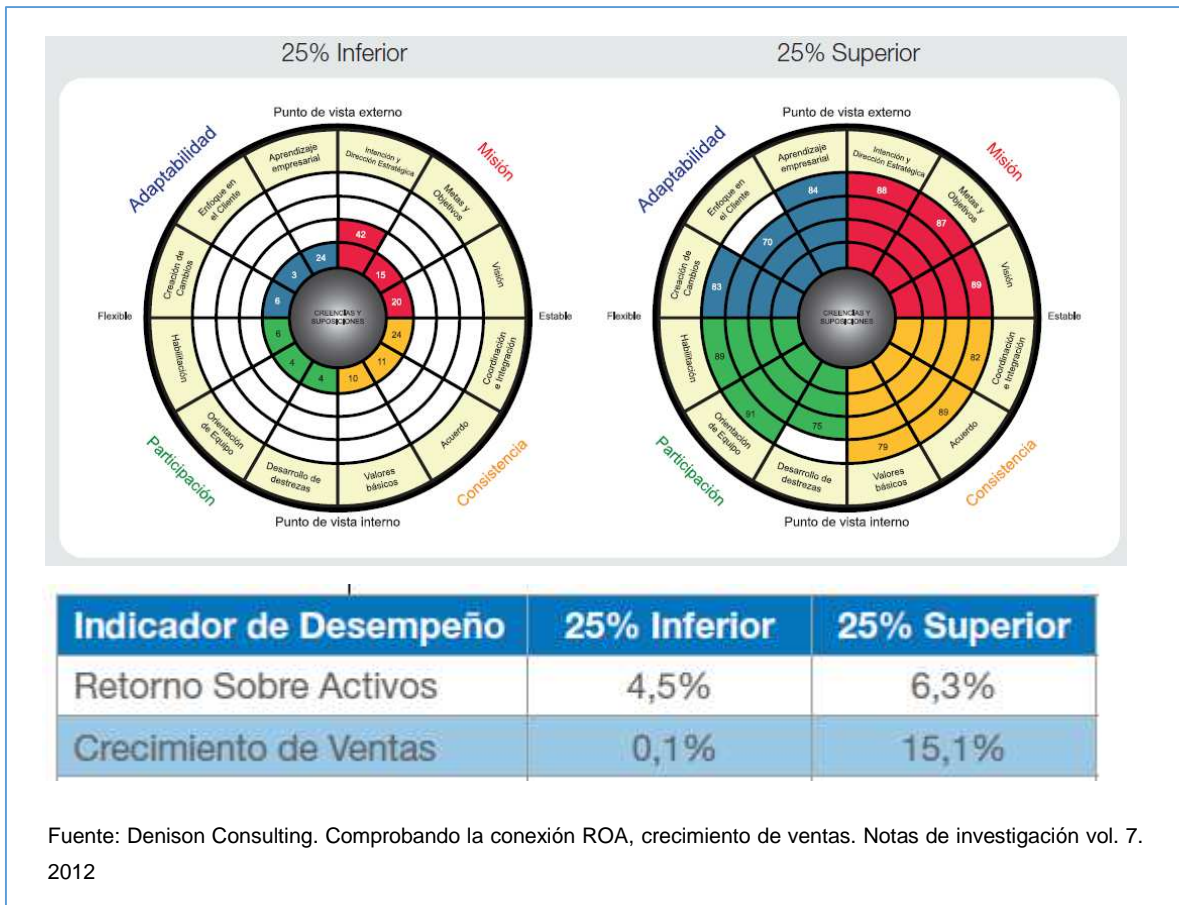 25% Inferior
25% Superior
Punto de vista externo
Adaptabilidad
Misión
Aprendizaje
empresarial
Intención y
Dirección Estratégica
Enfoque en
el Cliente
Metas y
Objetivos
Creación de
Cambios
Visión
42
24
3
15
6
20
Flexible
CREENCIAS Y
SUPOSICIONES
Estable
6
24
4
11
4
10
Habilitación
Coordinación
e Integración
Orientación
de Equipo
Acuerdo
Desarrollo de
destrezas
Valores
básicos
Participación
Consistencia
Punto de vista interno
Punto de vista externo
Adaptabilidad
Misión
Aprendizaje
empresarial
Intención y
Dirección Estratégica
Enfoque en
el Cliente
Metas y
Objetivos
Creación de
Cambios
Visión
84
88
70
87
83
89
Flexible
CREENCIAS Y
SUPOSICIONES
Estable
89
82
91
89
75
79
Habilitación
Coordinación
e Integración
Orientación
de Equipo
Acuerdo
Desarrollo de
destrezas
Valores
básicos
Participación
Consistencia
Punto de vista interno
Indicador de Desempeño 25% Inferior 25% Superior
Retorno Sobre Activos 4,5% 6,3%
Crecimiento de Ventas 0,1% 15,1%
Fuente: Denison Consulting. Comprobando la conexión ROA, crecimiento de ventas. Notas de investigación vol. 7.
2012